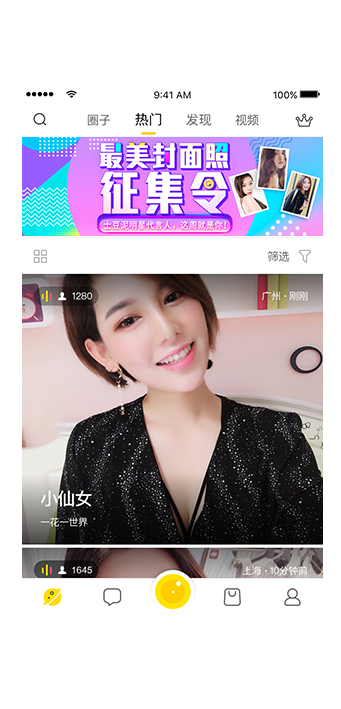 9:41 AM
100%
圈子
热门
发现
视频
最美封面照
征集令
土豆泥明星代言人，这锅就是你!
筛选
1280
广州·刚刚
小仙女
一花一世界
1645
上海·10分钟前